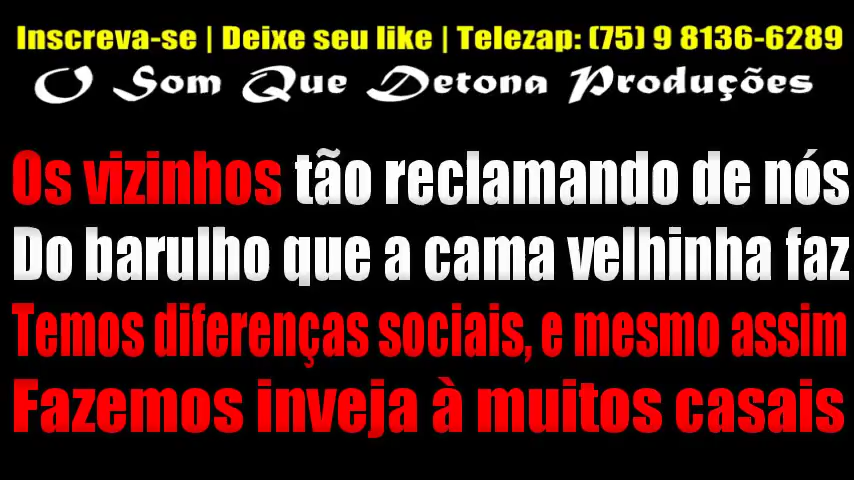 Inscreva-se | Deixe seu like | Telezap: (75) 9 8136-6289
O Som Que Detona Produções
Os vizinhos tão reclamando de nós
Do barulho que a cama velhinha faz
Temos diferenças sociais, e mesmo assim
Fazemos inveja à muitos casais